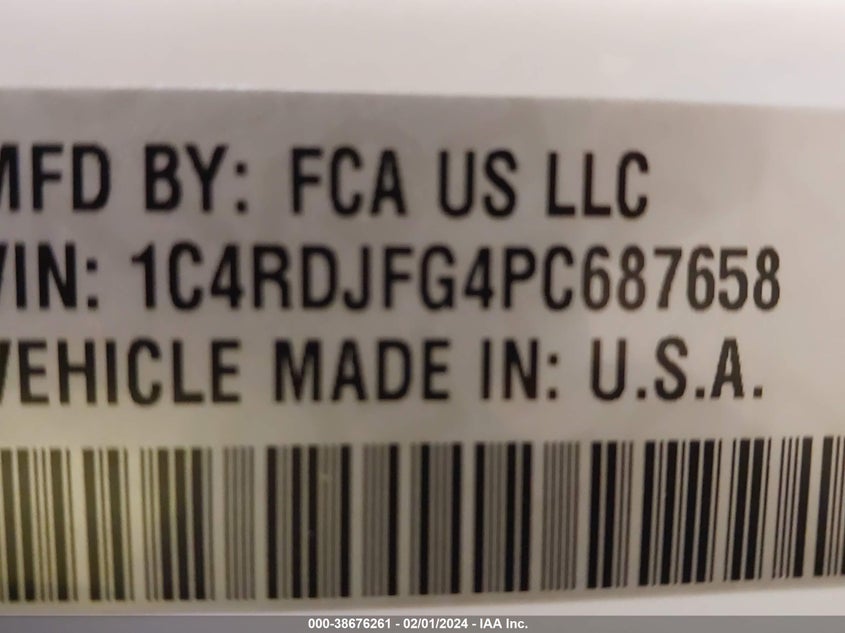 MFD BY: FCA US LLC
VIN: 1C4RDJFG4PC687658
VEHICLE MADE IN: U.S.A.
000-38676261 - 02/01/2024 - IAA Inc.